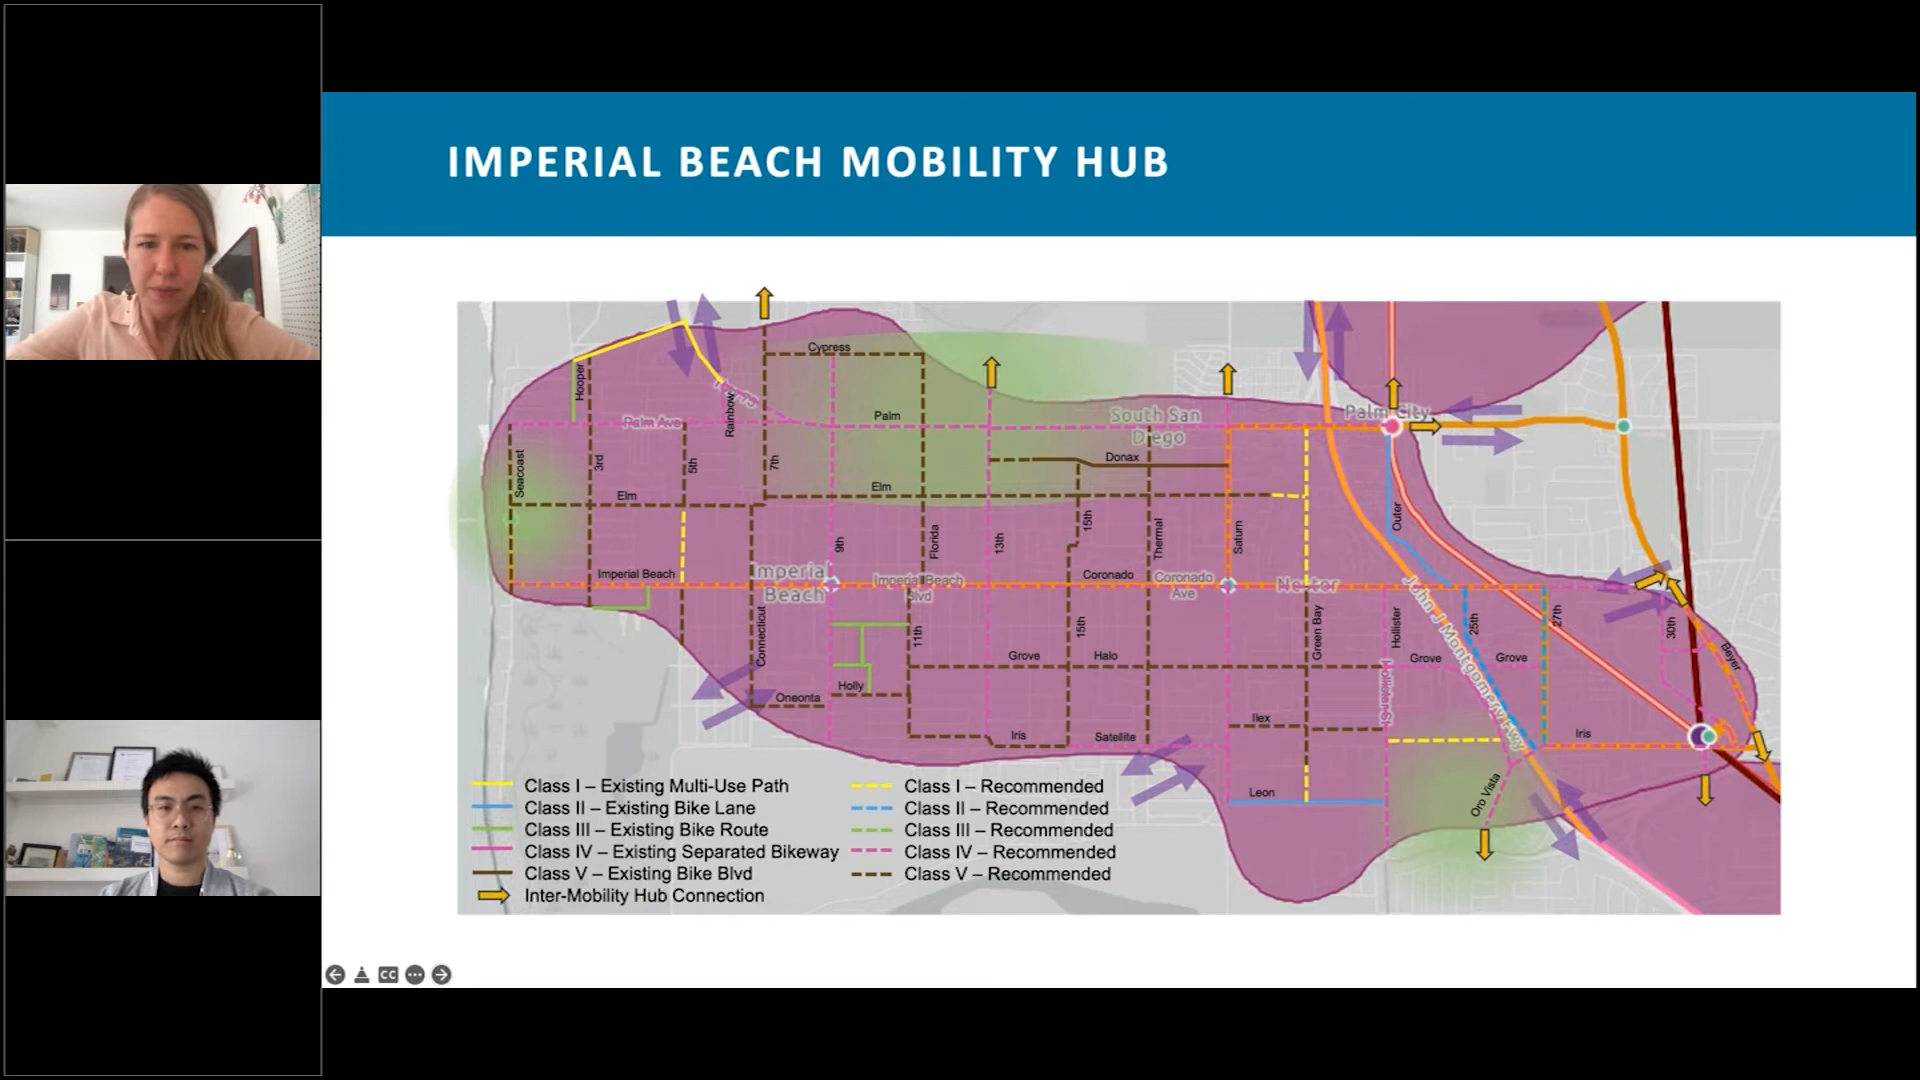 IMPERIAL BEACH MOBILITY HUB
Cypress
Hooper
Rainbow
Palm Ave
Palm
South San
Diego
Palm City
Seacoast
3rd
5th
7th
Donax
Elm
Elm
9th
Florida
13th
15th
Thermal
Saturn
Outer
Imperial Beach
Imperial
Beach
Imperial Beach
Blvd
Coronado
Coronado
Ave
Nestor
John J Montgomery Fwy
Connecticut
11th
15th
Green Bay
Hollister
25th
27th
30th
Beyer
Grove
Halo
Grove
Grove
Holly
Oneonta
Hollister St
Ilex
Iris
Satellite
Iris
Leon
Oro Vista
Class I – Existing Multi-Use Path
Class II – Existing Bike Lane
Class III – Existing Bike Route
Class IV – Existing Separated Bikeway
Class V – Existing Bike Blvd
Inter-Mobility Hub Connection
Class I – Recommended
Class II – Recommended
Class III – Recommended
Class IV – Recommended
Class V – Recommended
CC